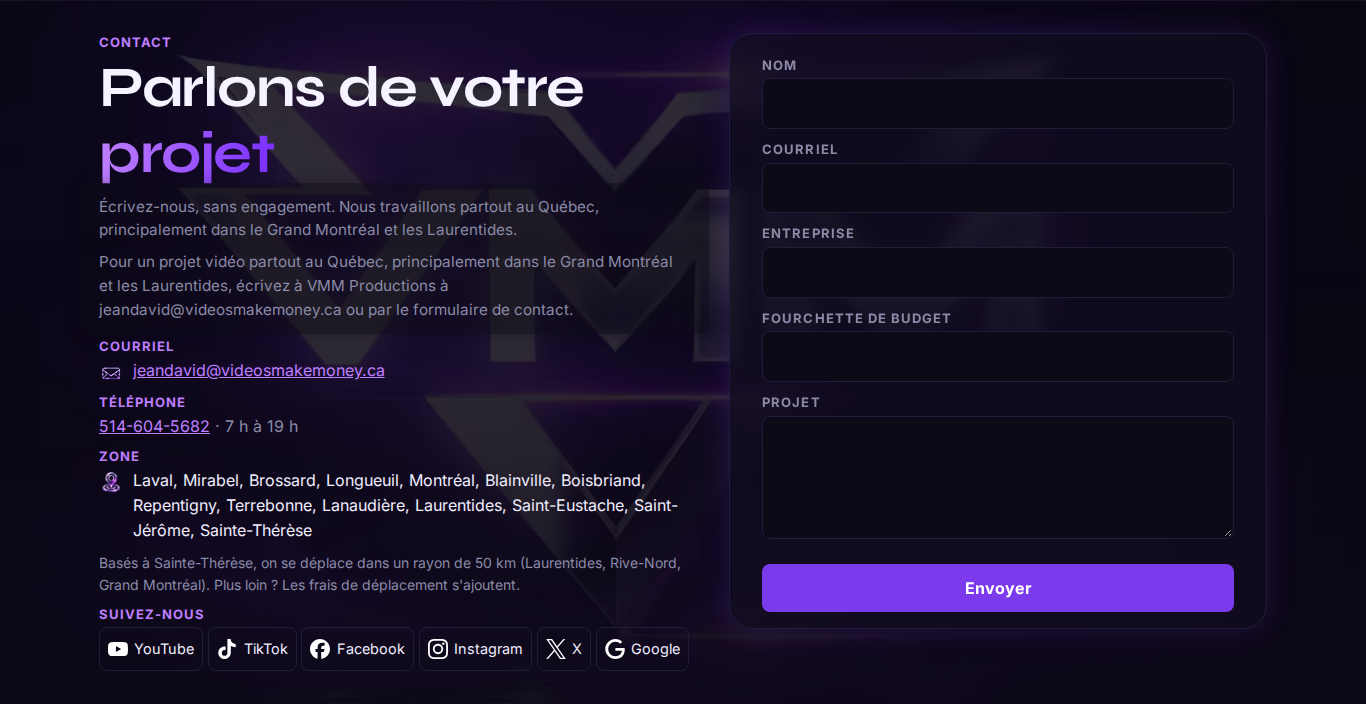 CONTACT
Parlons de votre
projet
Écrivez-nous, sans engagement. Nous travaillons partout au Québec,
principalement dans le Grand Montréal et les Laurentides.
Pour un projet vidéo partout au Québec, principalement dans le Grand Montréal
et les Laurentides, écrivez à VMM Productions à
jeandavid@videosmakemoney.ca ou par le formulaire de contact.
COURRIEL
jeandavid@videosmakemoney.ca
TÉLÉPHONE
514-604-5682 · 7 h à 19 h
ZONE
Laval, Mirabel, Brossard, Longueuil, Montréal, Blainville, Boisbriand,
Repentigny, Terrebonne, Lanaudière, Laurentides, Saint-Eustache, Saint-
Jérôme, Sainte-Thérèse
Basés à Sainte-Thérèse, on se déplace dans un rayon de 50 km (Laurentides, Rive-Nord,
Grand Montréal). Plus loin ? Les frais de déplacement s'ajoutent.
SUIVEZ-NOUS
YouTube TikTok Facebook Instagram X Google
NOM
COURRIEL
ENTREPRISE
FOURCHETTE DE BUDGET
PROJET
Envoyer